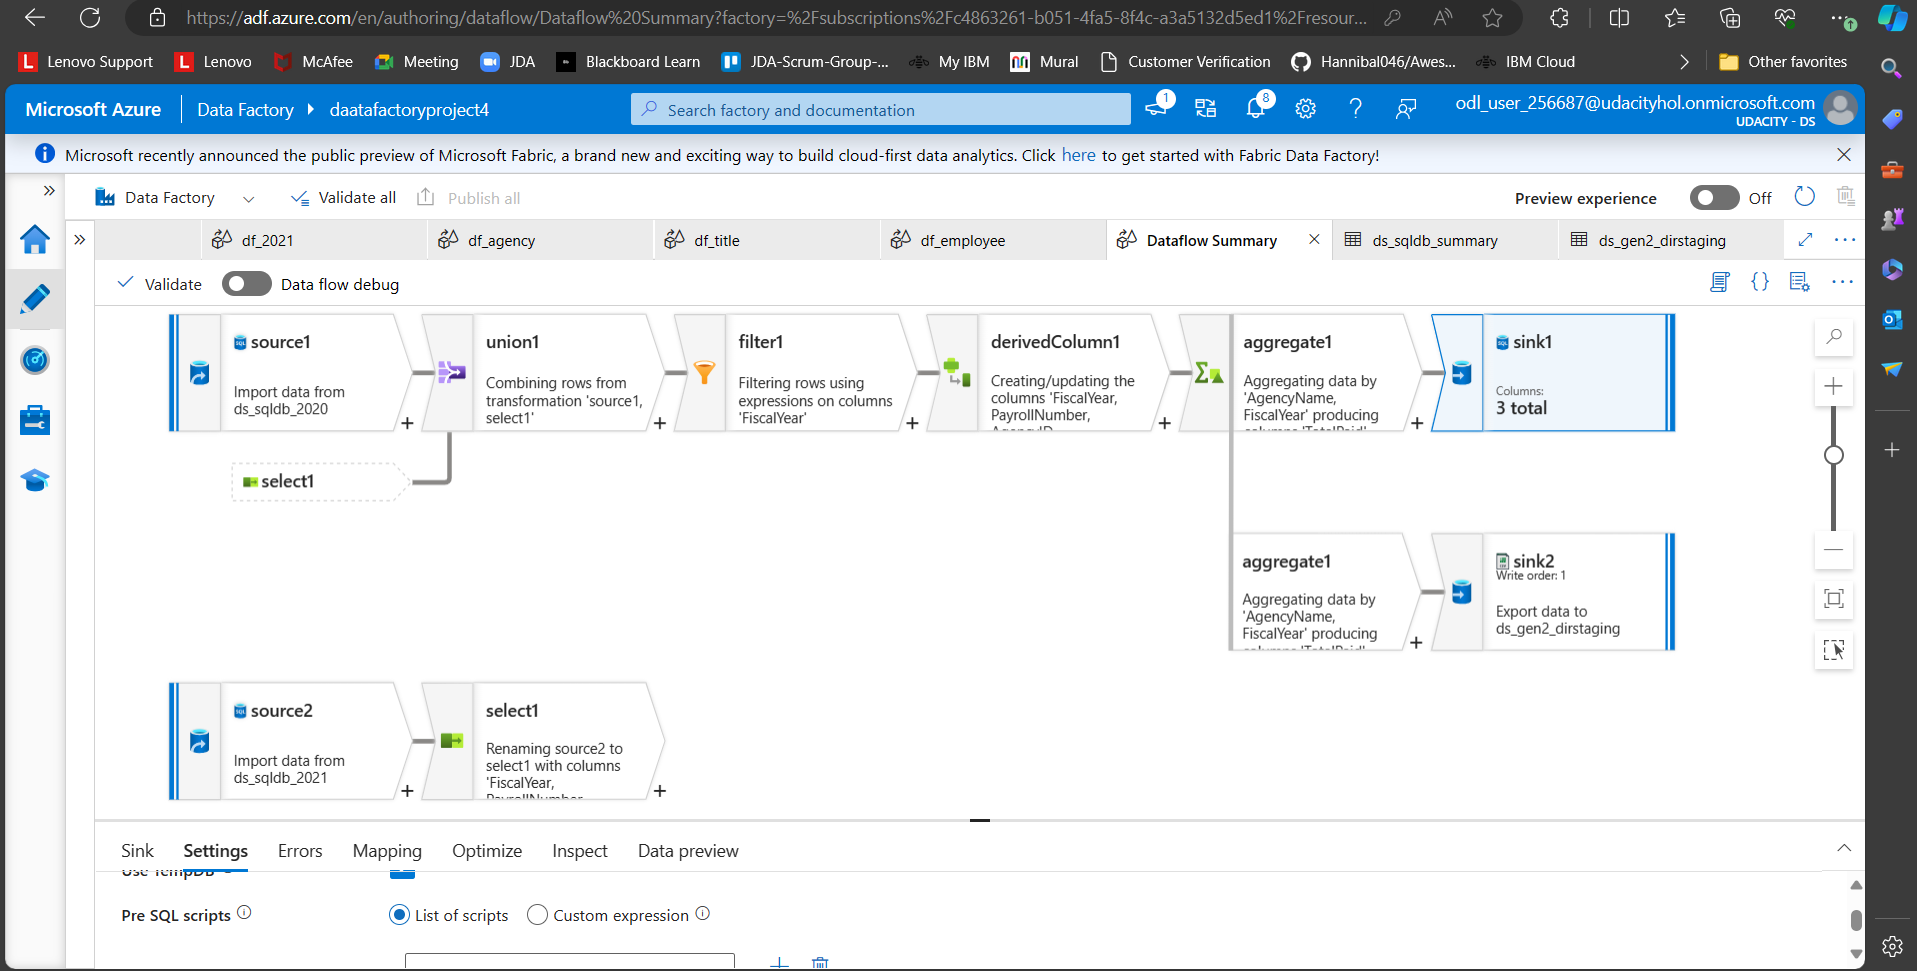 https://adf.azure.com/en/authoring/dataflow/Dataflow%20Summary?factory=%2Fsubscriptions%2Fc4863261-b051-4fa5-8f4c-a3a5132d5ed1%2Fresour...
Lenovo Support
Lenovo
McAfee
Meeting
JDA
Blackboard Learn
JDA-Scrum-Group-...
My IBM
Mural
Customer Verification
Hannibal046/Awes...
IBM Cloud
Other favorites
Microsoft Azure
Data Factory
daatafactoryproject4
Search factory and documentation
1
8
odl_user_256687@udacityhol.onmicrosoft.com
UDACITY - DS
Microsoft recently announced the public preview of Microsoft Fabric, a brand new and exciting way to build cloud-first data analytics. Click here to get started with Fabric Data Factory!
Data Factory
Validate all
Publish all
Preview experience
Off
df_2021
df_agency
df_title
df_employee
Dataflow Summary
ds_sqldb_summary
ds_gen2_dirstaging
Validate
Data flow debug
source1
Import data from
ds_sqldb_2020
union1
Combining rows from
transformation 'source1,
select1'
filter1
Filtering rows using
expressions on columns
'FiscalYear'
derivedColumn1
Creating/updating the
columns 'FiscalYear,
PayrollNumber,
AgencyID,
aggregate1
Aggregating data by
'AgencyName,
FiscalYear' producing
columns 'TotalPaid'
sink1
Columns:
3 total
select1
aggregate1
Aggregating data by
'AgencyName,
FiscalYear' producing
columns 'TotalPaid'
sink2
Write order: 1
Export data to
ds_gen2_dirstaging
source2
Import data from
ds_sqldb_2021
select1
Renaming source2 to
select1 with columns
'FiscalYear,
PayrollNumber,
Sink
Settings
Errors
Mapping
Optimize
Inspect
Data preview
Use TempDB
Pre SQL scripts
List of scripts
Custom expression